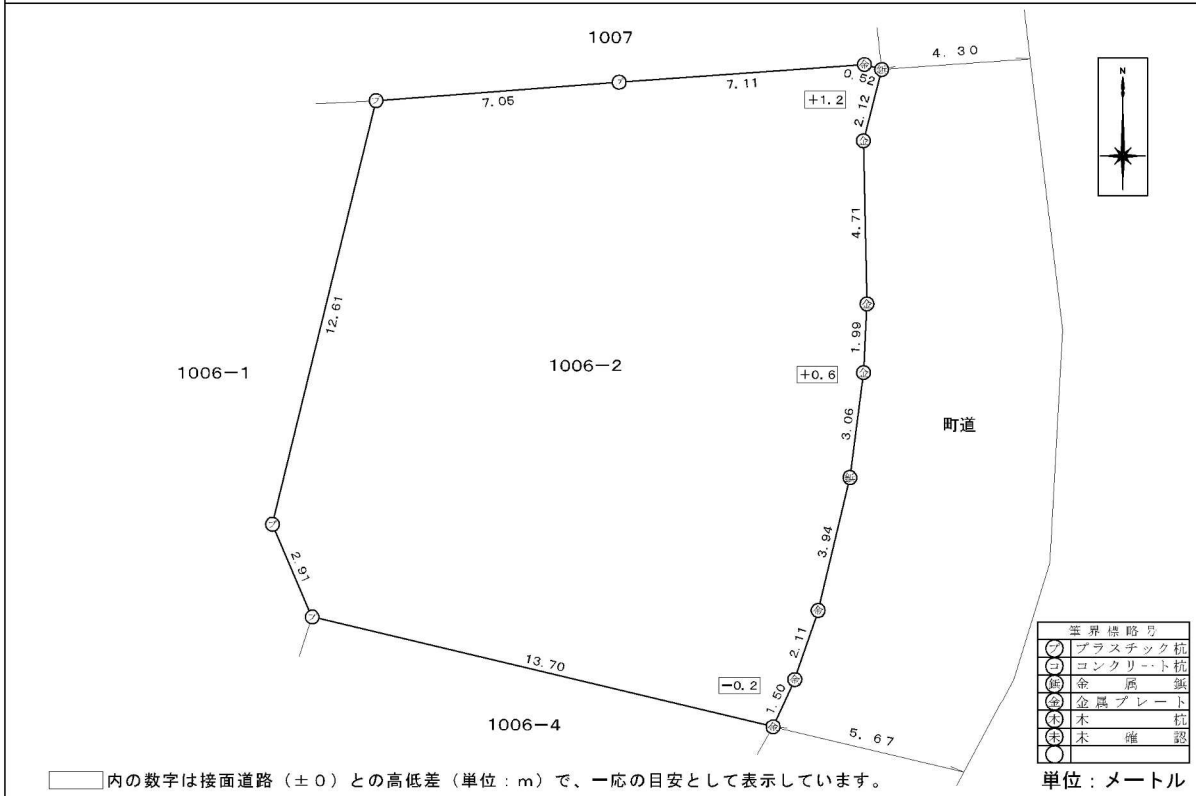 1007
4.30
N
7.05
7.11
0.52
+1.2
2.12
4.71
12.61
1.99
1006-1
1006-2
+0.6
3.06
町道
3.94
2.91
2.11
13.70
-0.2
1.50
1006-4
5.67
筆界標略号
プ プラスチック杭
コ コンクリート杭
鋲 金属鋲
金 金属プレート
木 木杭
未 未確認
内の数字は接面道路（±0）との高低差（単位：m）で、一応の目安として表示しています。
単位：メートル